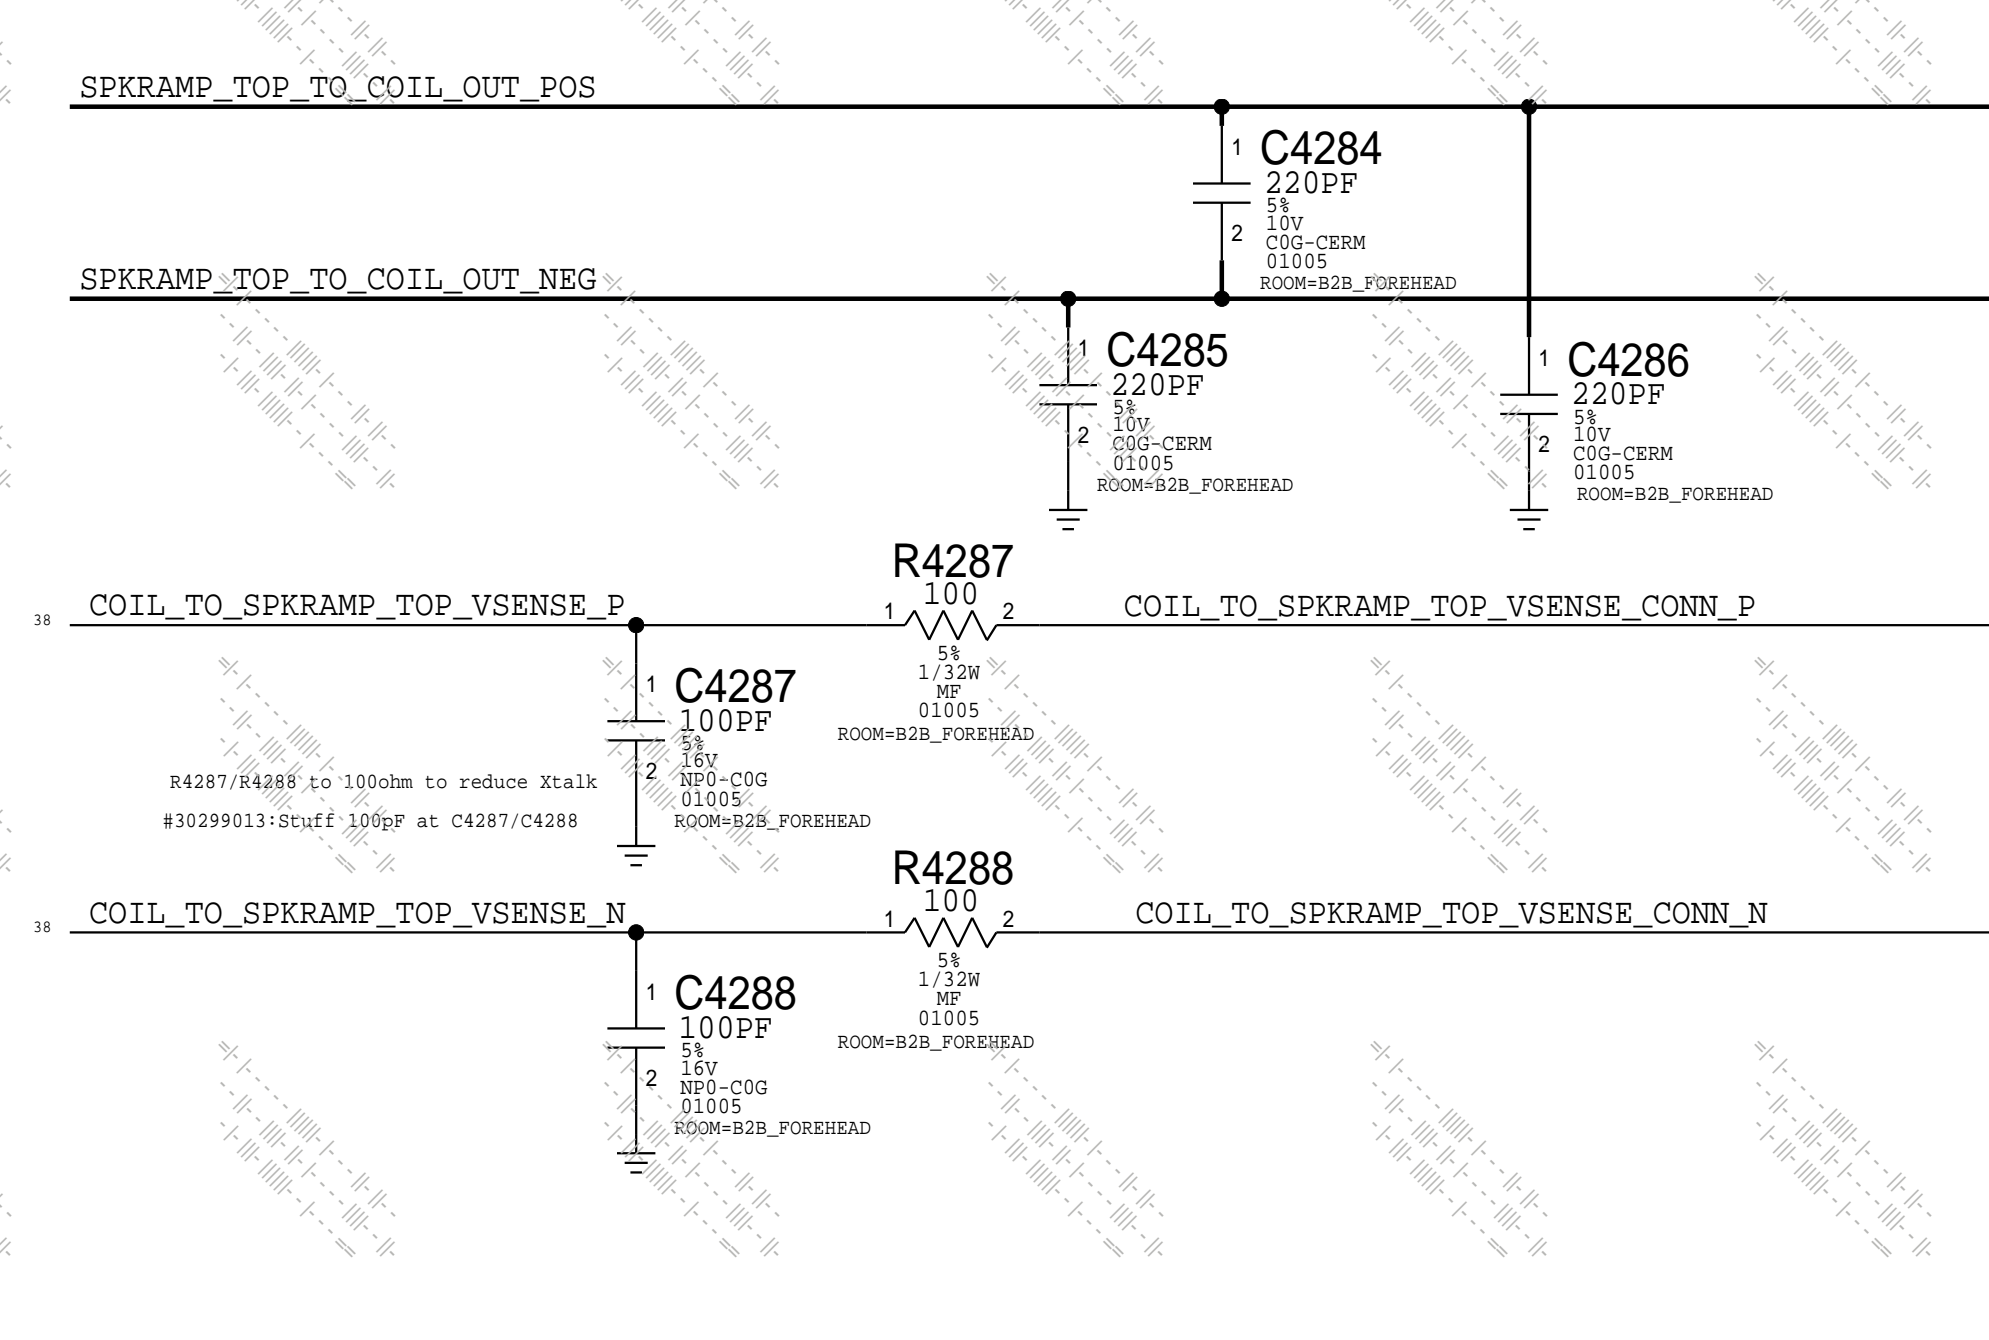 SPKRAMP_TOP_TO_COIL_OUT_POS
1 C4284
220PF
5%
10V
2
C0G-CERM
01005
ROOM=B2B_FOREHEAD
SPKRAMP_TOP_TO_COIL_OUT_NEG
1 C4285
220PF
5%
10V
2
C0G-CERM
01005
ROOM=B2B_FOREHEAD
1 C4286
220PF
5%
10V
2
C0G-CERM
01005
ROOM=B2B_FOREHEAD
R4287
100
1 2
5%
1/32W
MF
01005
ROOM=B2B_FOREHEAD
38 COIL_TO_SPKRAMP_TOP_VSENSE_P
COIL_TO_SPKRAMP_TOP_VSENSE_CONN_P
1 C4287
100PF
5%
16V
2
NP0-C0G
01005
ROOM=B2B_FOREHEAD
R4287/R4288 to 100ohm to reduce Xtalk
#30299013:Stuff 100pF at C4287/C4288
R4288
100
1 2
5%
1/32W
MF
01005
ROOM=B2B_FOREHEAD
38 COIL_TO_SPKRAMP_TOP_VSENSE_N
COIL_TO_SPKRAMP_TOP_VSENSE_CONN_N
1 C4288
100PF
5%
16V
2
NP0-C0G
01005
ROOM=B2B_FOREHEAD